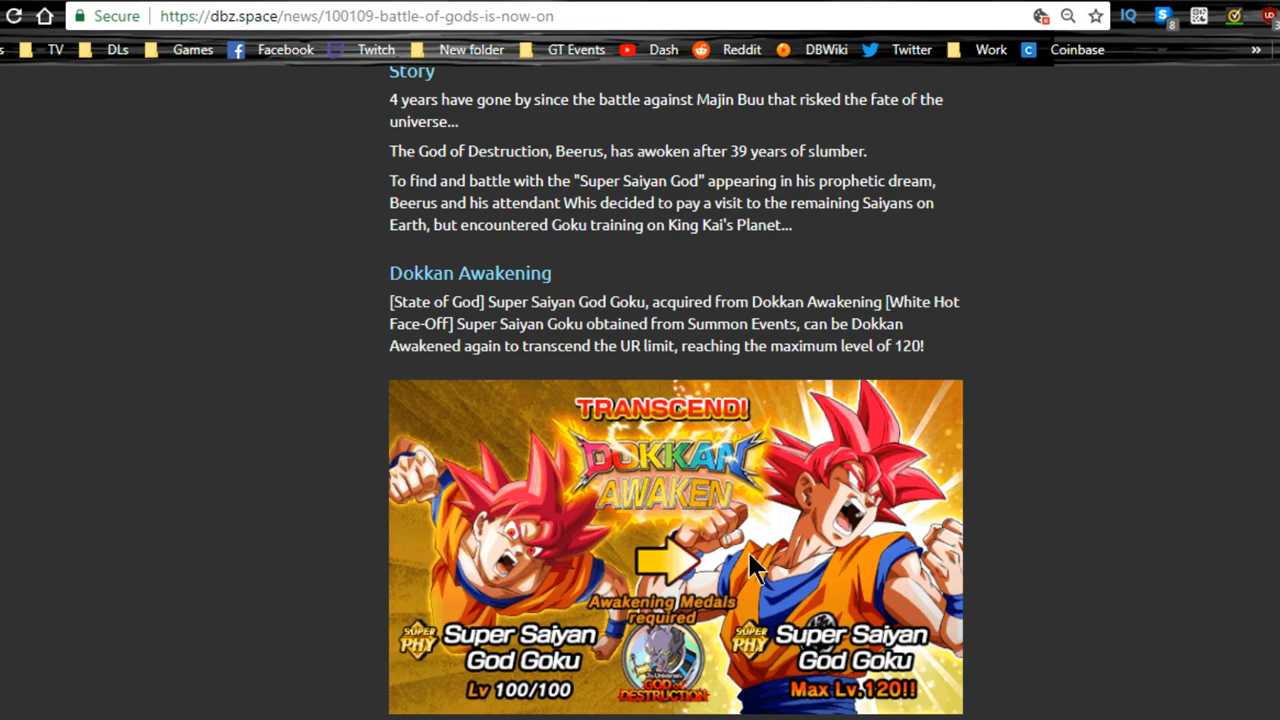 Secure https://dbz.space/news/100109-battle-of-gods-is-now-on IQ 8 UD 3
s TV DLs Games Facebook Twitch New folder GT Events Dash Reddit DBWiki Twitter Work C Coinbase »
Story
4 years have gone by since the battle against Majin Buu that risked the fate of the
universe...
The God of Destruction, Beerus, has awoken after 39 years of slumber.
To find and battle with the "Super Saiyan God" appearing in his prophetic dream,
Beerus and his attendant Whis decided to pay a visit to the remaining Saiyans on
Earth, but encountered Goku training on King Kai's Planet...
Dokkan Awakening
[State of God] Super Saiyan God Goku, acquired from Dokkan Awakening [White Hot
Face-Off] Super Saiyan Goku obtained from Summon Events, can be Dokkan
Awakened again to transcend the UR limit, reaching the maximum level of 120!
TRANSCEND!
DOKKAN
AWAKEN
Awakening Medals
required
SUPER PHY Super Saiyan
God Goku
Lv 100/100
7th Universe's
GOD of
DESTRUCTION
SUPER PHY Super Saiyan
God Goku
Max Lv.120!!